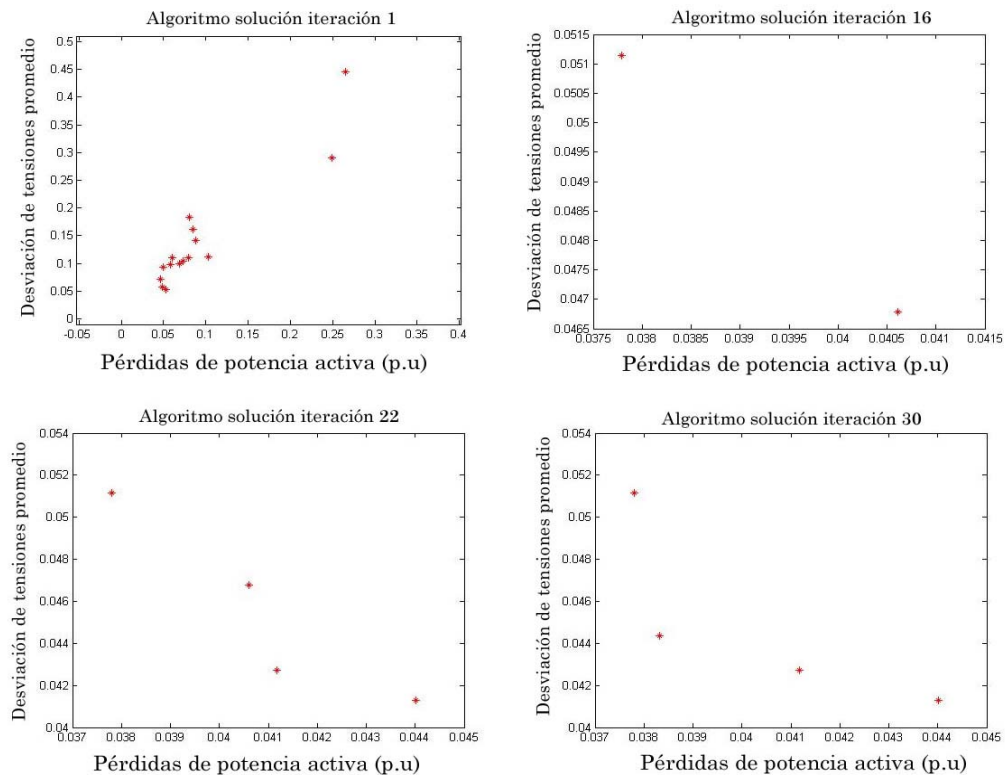 Algoritmo solución iteración 1
Desviación de tensiones promedio
0.5
0.45
0.4
0.35
0.3
0.25
0.2
0.15
0.1
0.05
0
-0.05 0 0.05 0.1 0.15 0.2 0.25 0.3 0.35 0.4
Pérdidas de potencia activa (p.u)
Algoritmo solución iteración 16
Desviación de tensiones promedio
0.0515
0.051
0.0505
0.05
0.0495
0.049
0.0485
0.048
0.0475
0.047
0.0465
0.0375 0.038 0.0385 0.039 0.0395 0.04 0.0405 0.041 0.0415
Pérdidas de potencia activa (p.u)
Algoritmo solución iteración 22
Desviación de tensiones promedio
0.054
0.052
0.05
0.048
0.046
0.044
0.042
0.04
0.037 0.038 0.039 0.04 0.041 0.042 0.043 0.044 0.045
Pérdidas de potencia activa (p.u)
Algoritmo solución iteración 30
Desviación de tensiones promedio
0.054
0.052
0.05
0.048
0.046
0.044
0.042
0.04
0.037 0.038 0.039 0.04 0.041 0.042 0.043 0.044 0.045
Pérdidas de potencia activa (p.u)